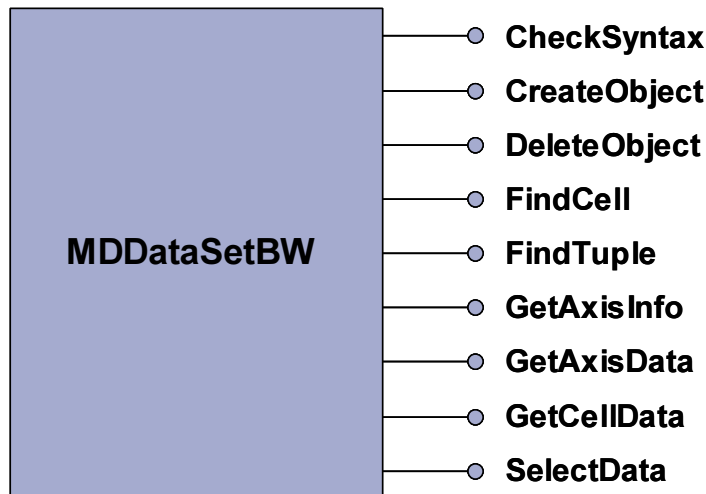 MDDataSetBW
CheckSyntax
CreateObject
DeleteObject
FindCell
FindTuple
GetAxisInfo
GetAxisData
GetCellData
SelectData